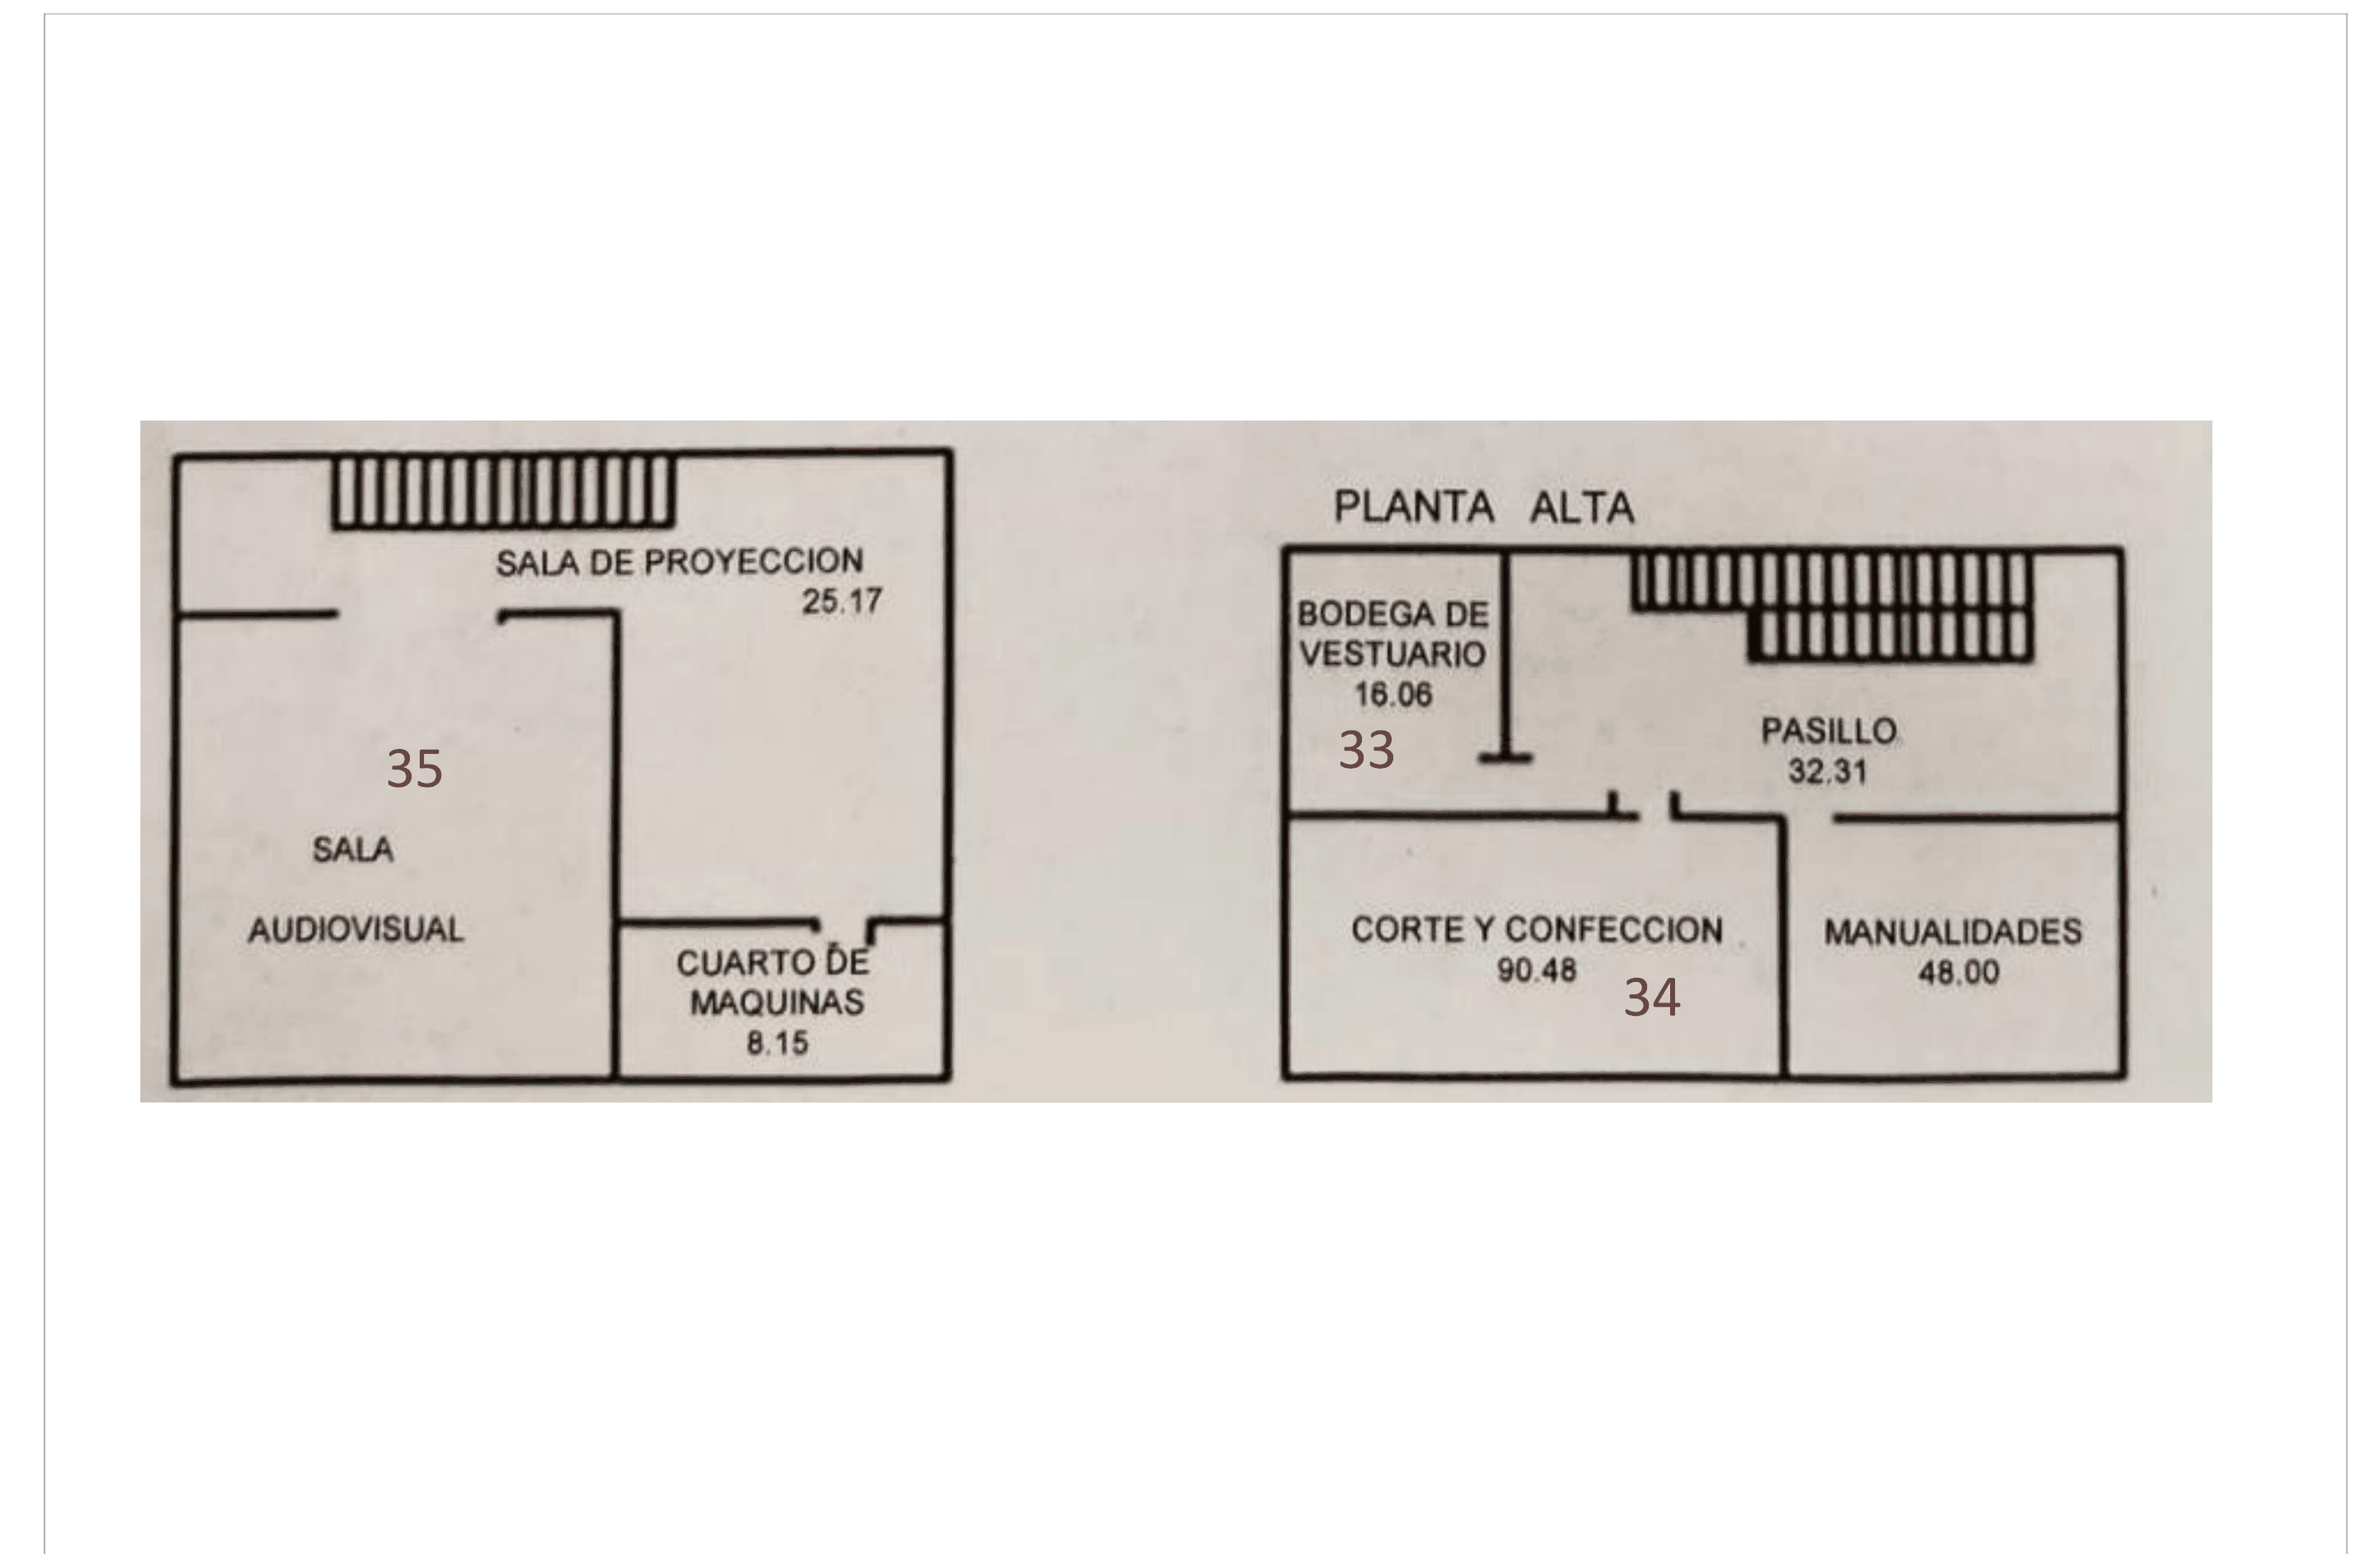 SALA DE PROYECCION
25.17
35
SALA
AUDIOVISUAL
CUARTO DE
MAQUINAS
8.15
PLANTA ALTA
BODEGA DE
VESTUARIO
16.06
33
PASILLO
32.31
CORTE Y CONFECCION
90.48
34
MANUALIDADES
48.00